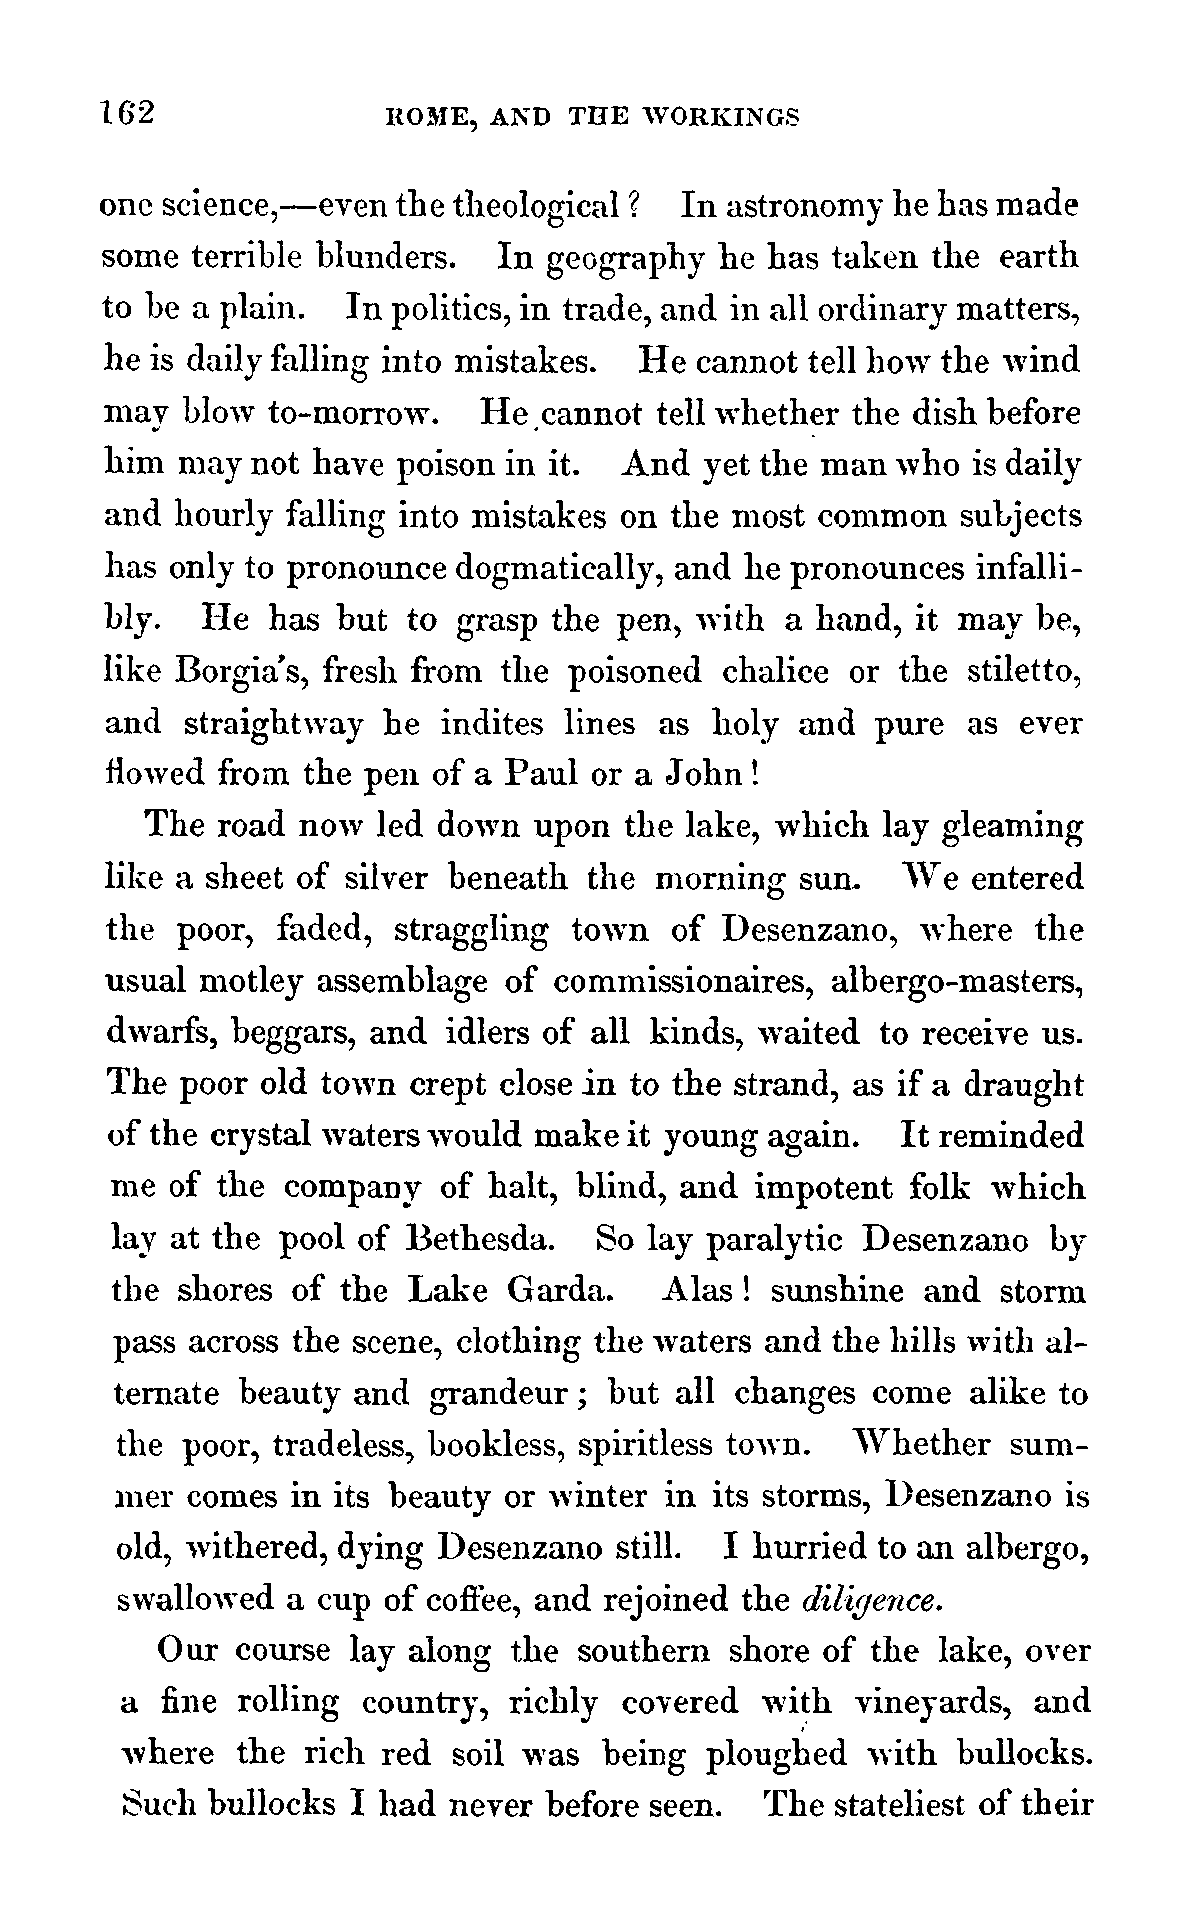 162 ROME, AND THE WORKINGS
one science,—even the theological? In astronomy he has made
some terrible blunders. In geography he has taken the earth
to be a plain. In politics, in trade, and in all ordinary matters,
he is daily falling into mistakes. He cannot tell how the wind
may blow to-morrow. He cannot tell whether the dish before
him may not have poison in it. And yet the man who is daily
and hourly falling into mistakes on the most common subjects
has only to pronounce dogmatically, and he pronounces infalli-
bly. He has but to grasp the pen, with a hand, it may be,
like Borgia's, fresh from the poisoned chalice or the stiletto,
and straightway he indites lines as holy and pure as ever
flowed from the pen of a Paul or a John!
The road now led down upon the lake, which lay gleaming
like a sheet of silver beneath the morning sun. We entered
the poor, faded, straggling town of Desenzano, where the
usual motley assemblage of commissionaires, albergo-masters,
dwarfs, beggars, and idlers of all kinds, waited to receive us.
The poor old town crept close in to the strand, as if a draught
of the crystal waters would make it young again. It reminded
me of the company of halt, blind, and impotent folk which
lay at the pool of Bethesda. So lay paralytic Desenzano by
the shores of the Lake Garda. Alas! sunshine and storm
pass across the scene, clothing the waters and the hills with al-
ternate beauty and grandeur; but all changes come alike to
the poor, tradeless, bookless, spiritless town. Whether sum-
mer comes in its beauty or winter in its storms, Desenzano is
old, withered, dying Desenzano still. I hurried to an albergo,
swallowed a cup of coffee, and rejoined the diligence.
Our course lay along the southern shore of the lake, over
a fine rolling country, richly covered with vineyards, and
where the rich red soil was being ploughed with bullocks.
Such bullocks I had never before seen. The stateliest of their